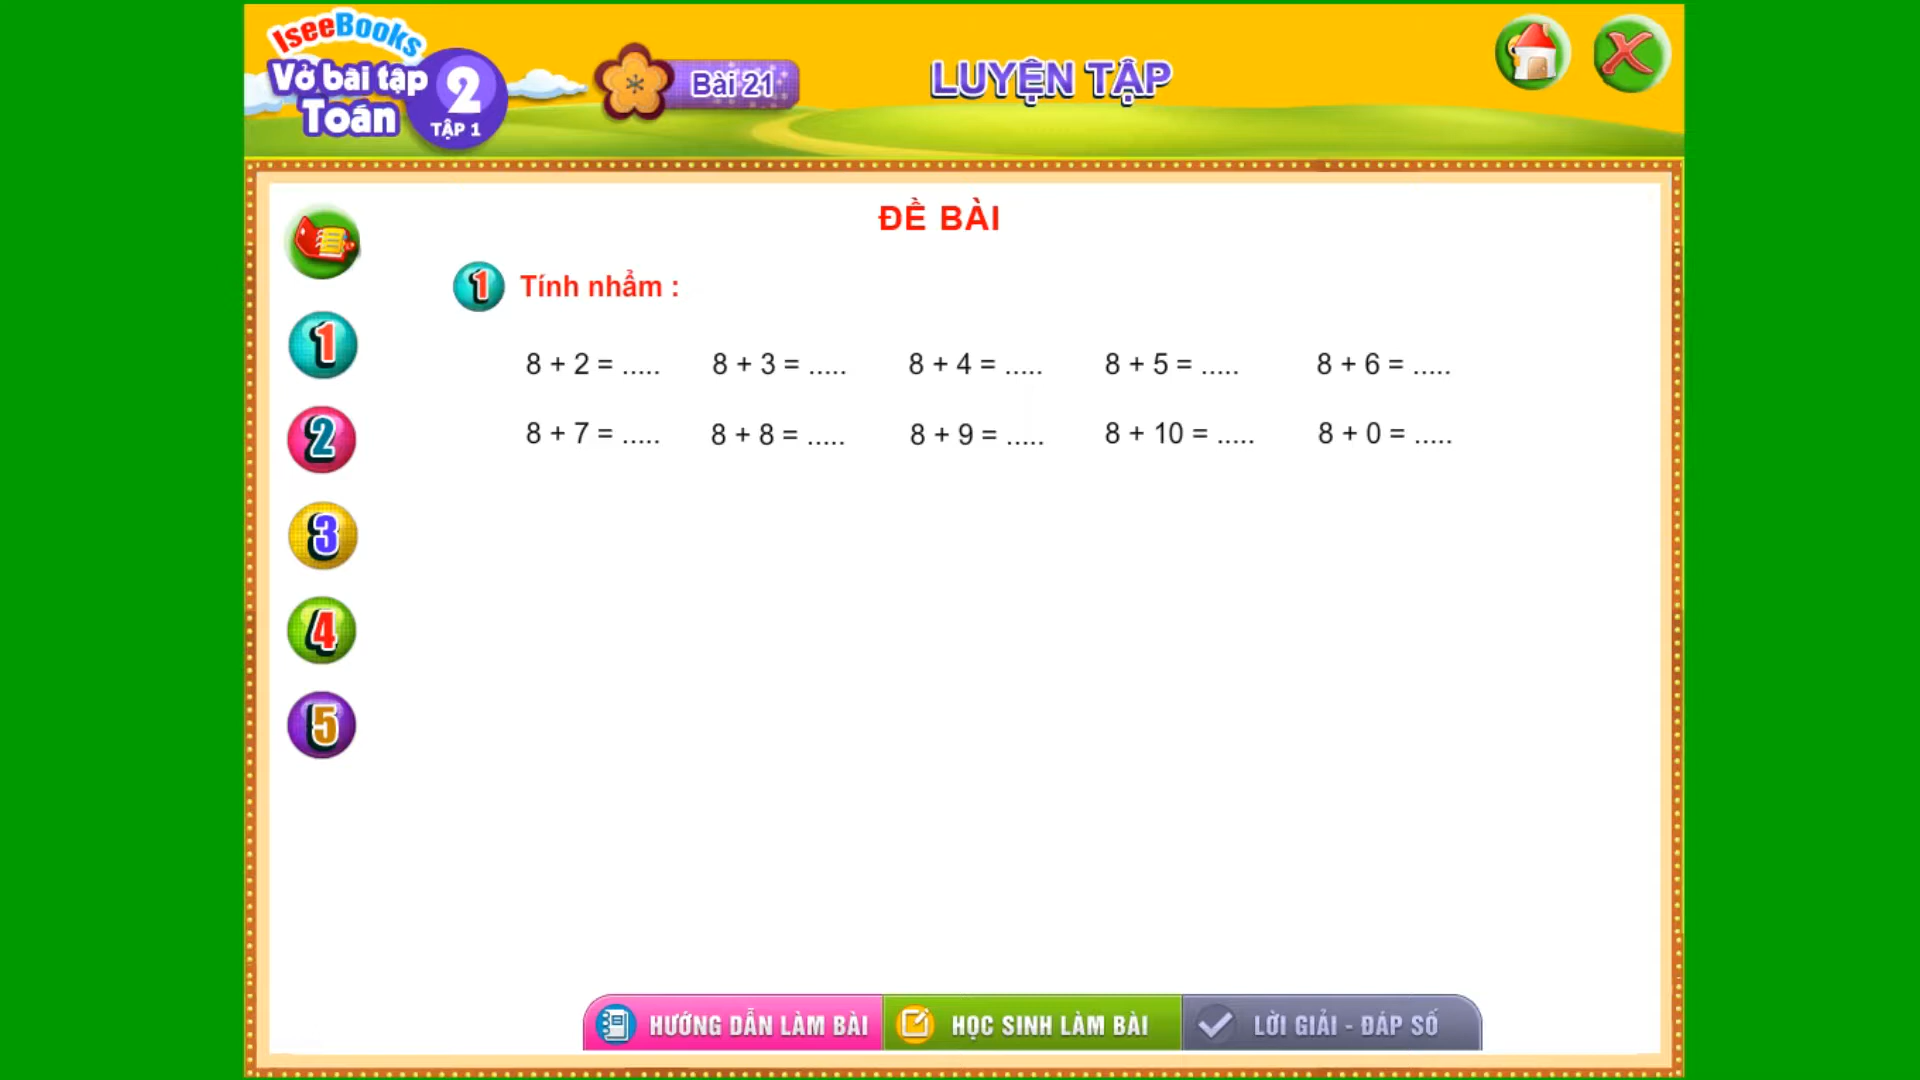 IseeBooks
Vở bài tập
Toán
2
TẬP 1
Bài 21
LUYỆN TẬP
ĐỀ BÀI
1 Tính nhẩm :
8 + 2 = ..... 8 + 3 = ..... 8 + 4 = ..... 8 + 5 = ..... 8 + 6 = .....
8 + 7 = ..... 8 + 8 = ..... 8 + 9 = ..... 8 + 10 = ..... 8 + 0 = .....
1
2
3
4
5
HƯỚNG DẪN LÀM BÀI HỌC SINH LÀM BÀI LỜI GIẢI - ĐÁP SỐ